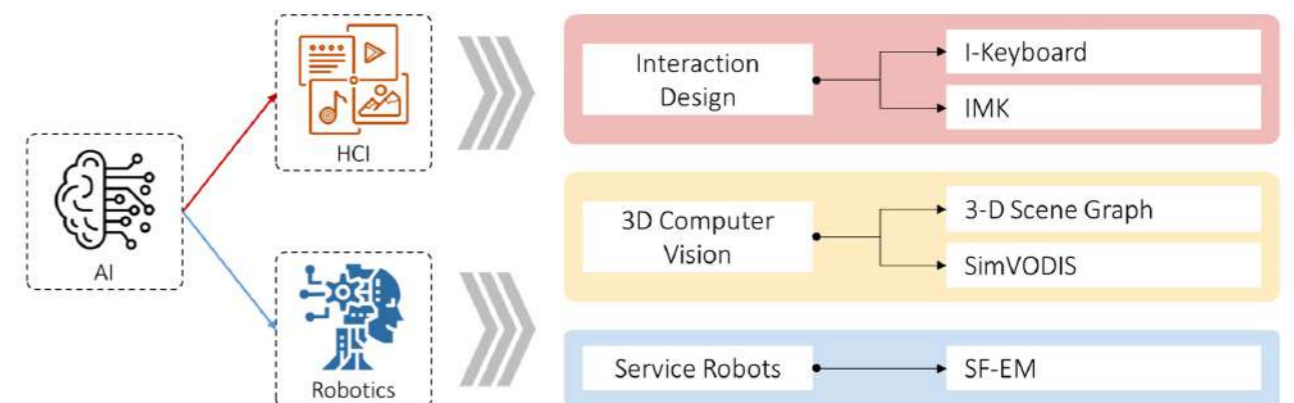 AI
HCI
Robotics
Interaction
Design
I-Keyboard
IMK
3D Computer
Vision
3-D Scene Graph
SimVODIS
Service Robots
SF-EM